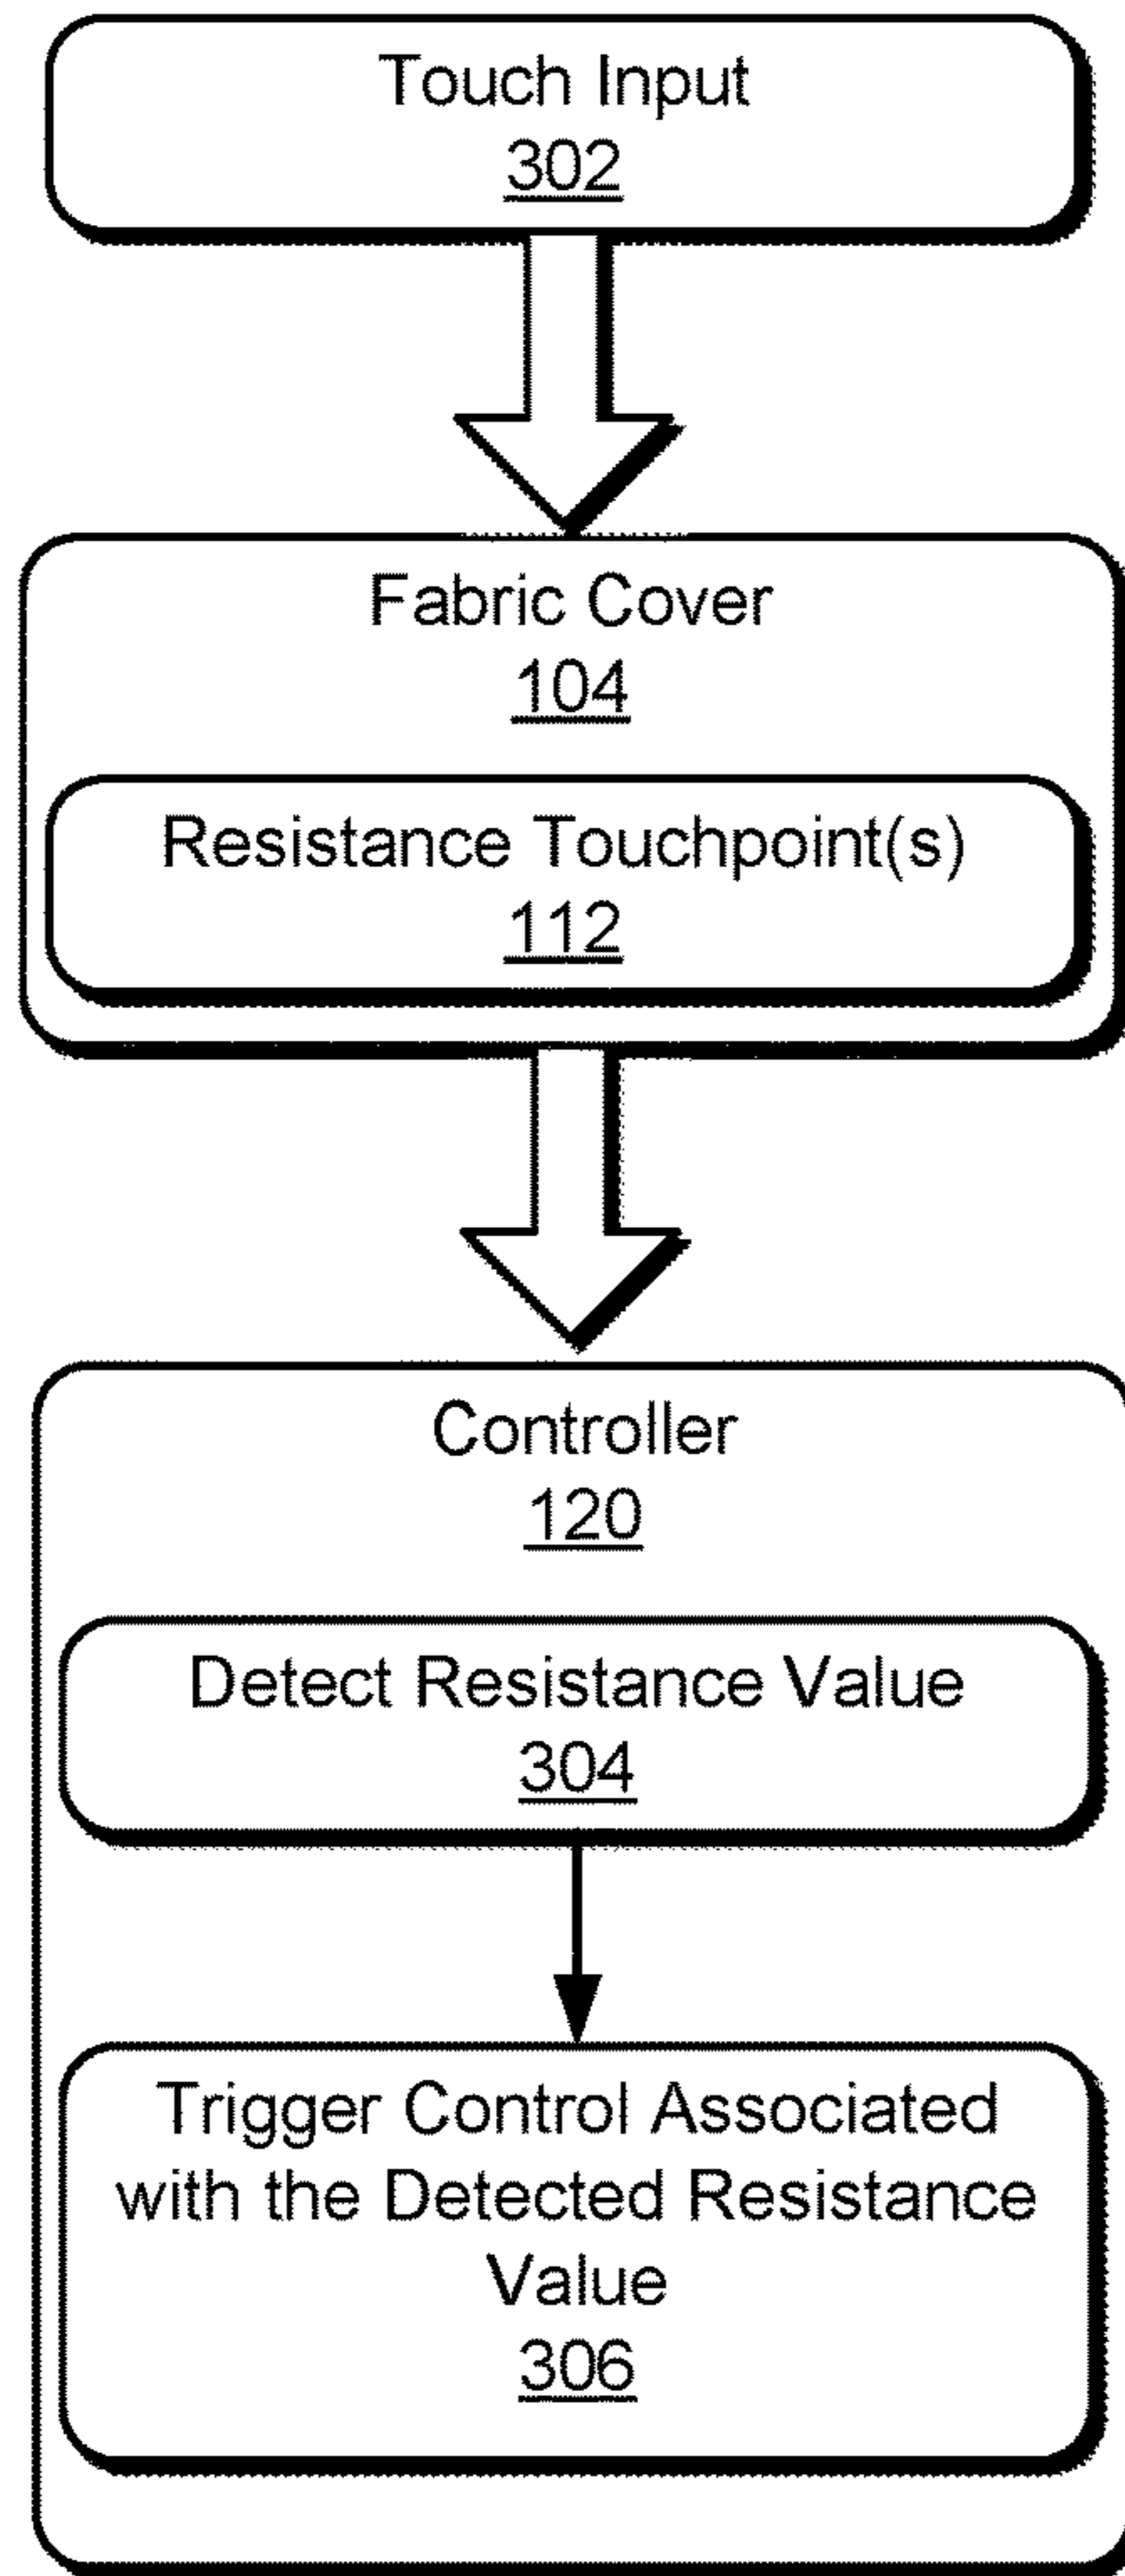 Touch Input
302
Fabric Cover
104
Resistance Touchpoint(s)
112
Controller
120
Detect Resistance Value
304
Trigger Control Associated
with the Detected Resistance
Value
306